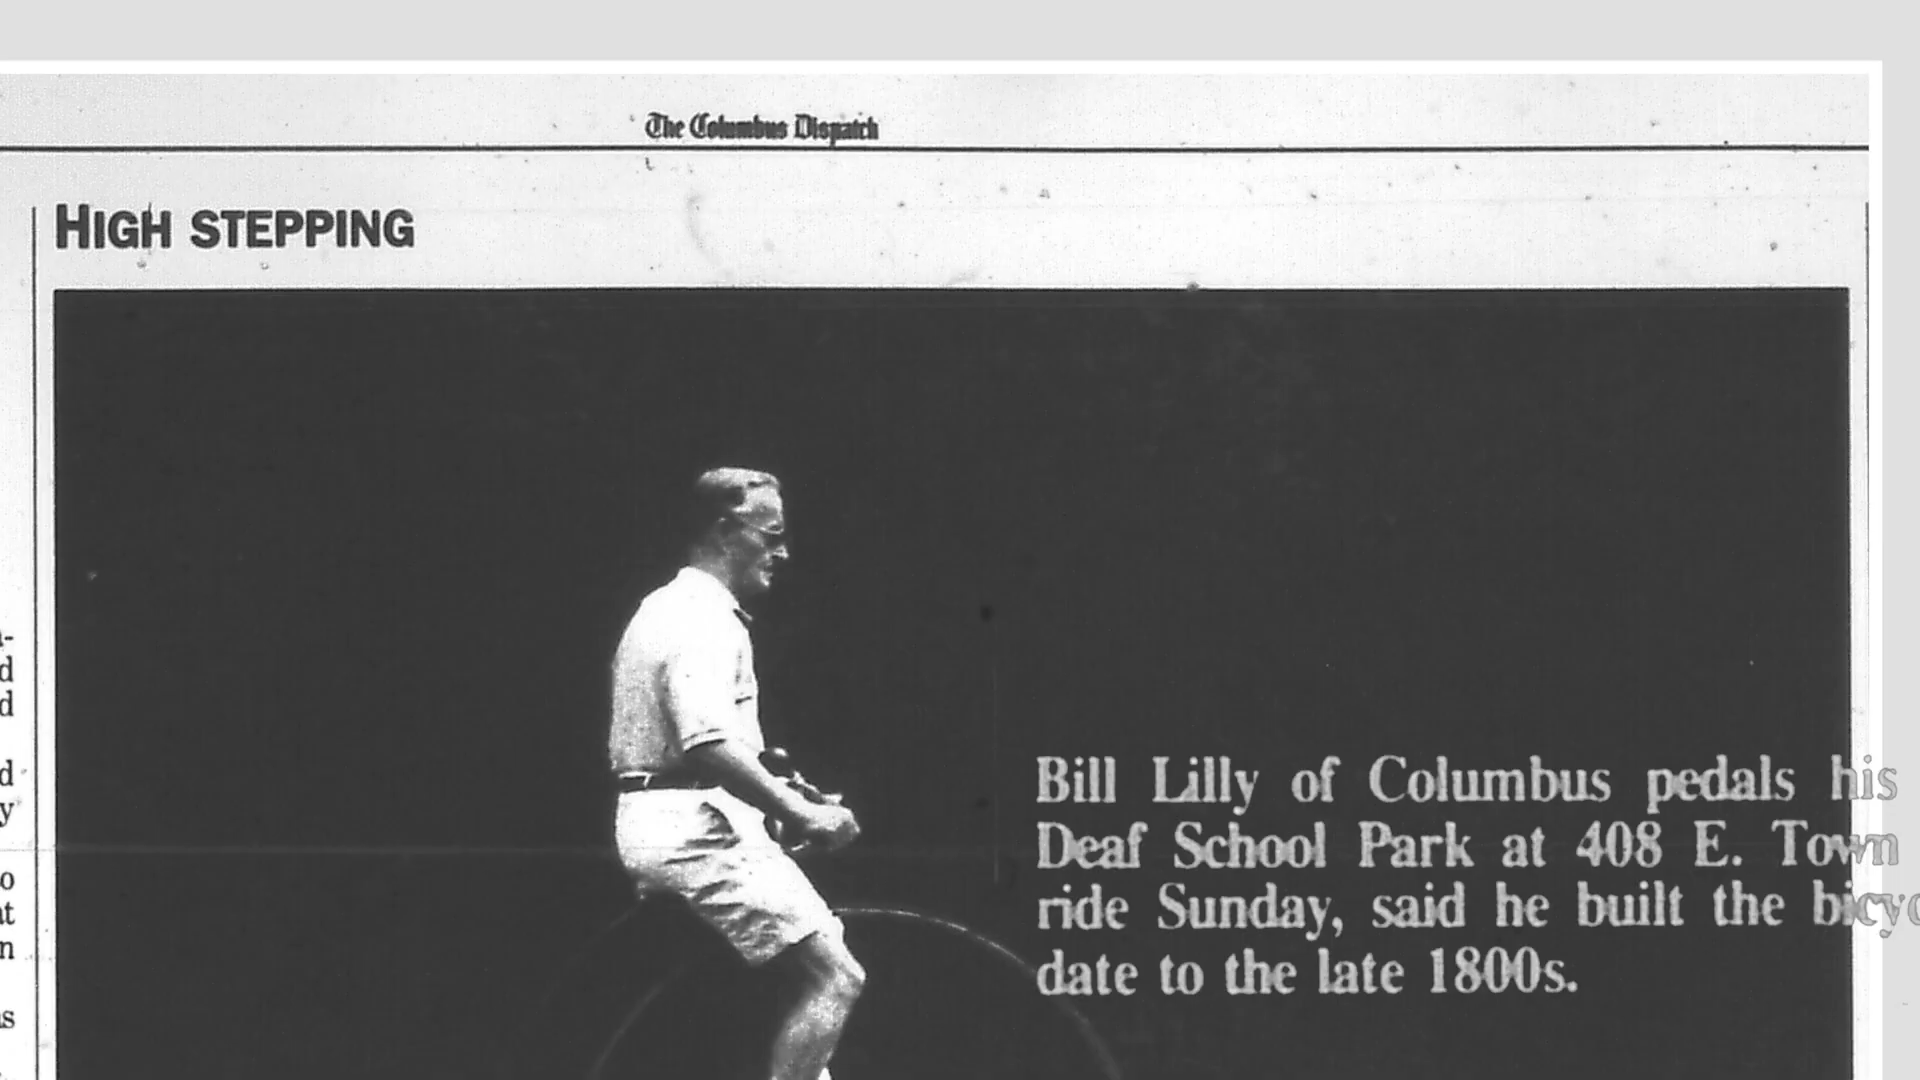 The Columbus Dispatch
HIGH STEPPING
Bill Lilly of Columbus pedals his
Deaf School Park at 408 E. Town
ride Sunday, said he built the
date to the late 1800s.